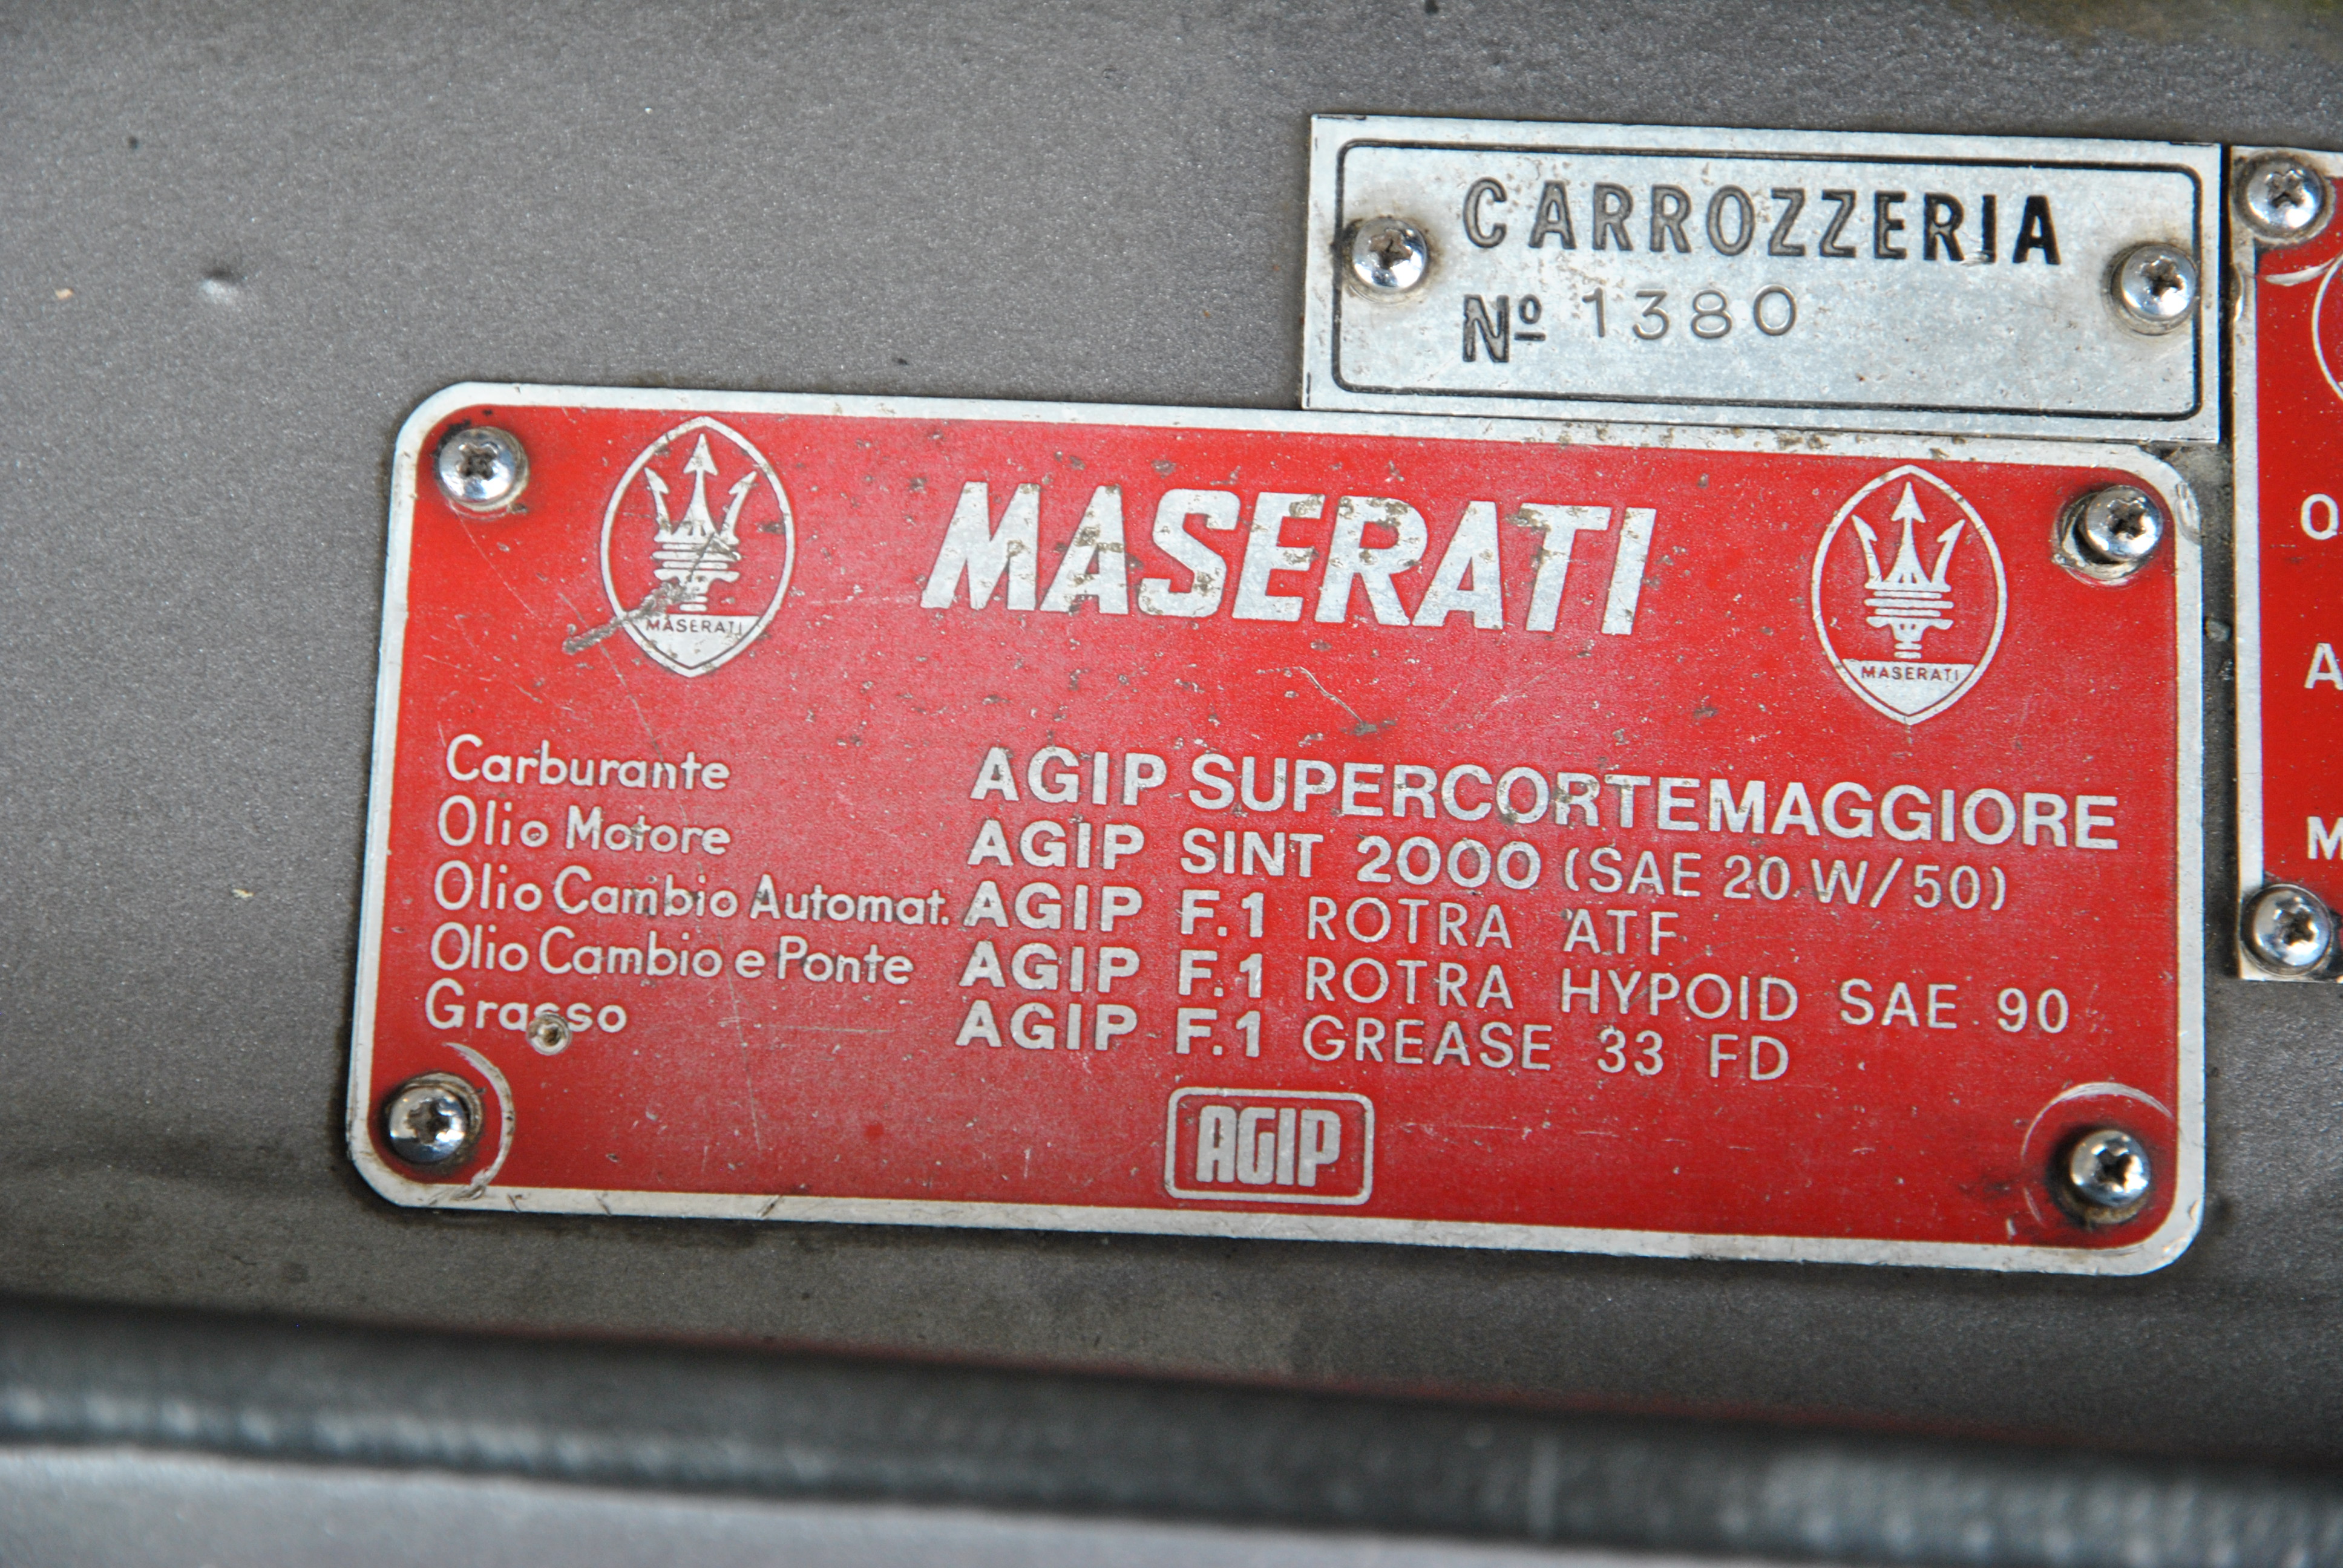 CARROZZERIA
Nº 1380
MASERATI
MASERATI
MASERATI
Carburante AGIP SUPERCORTEMAGGIORE
Olio Motore AGIP SINT 2000 (SAE 20 W/50)
Olio Cambio Automat. AGIP F.1 ROTRA ATF
Olio Cambio e Ponte AGIP F.1 ROTRA HYPOID SAE 90
Grasso AGIP F.1 GREASE 33 FD
AGIP